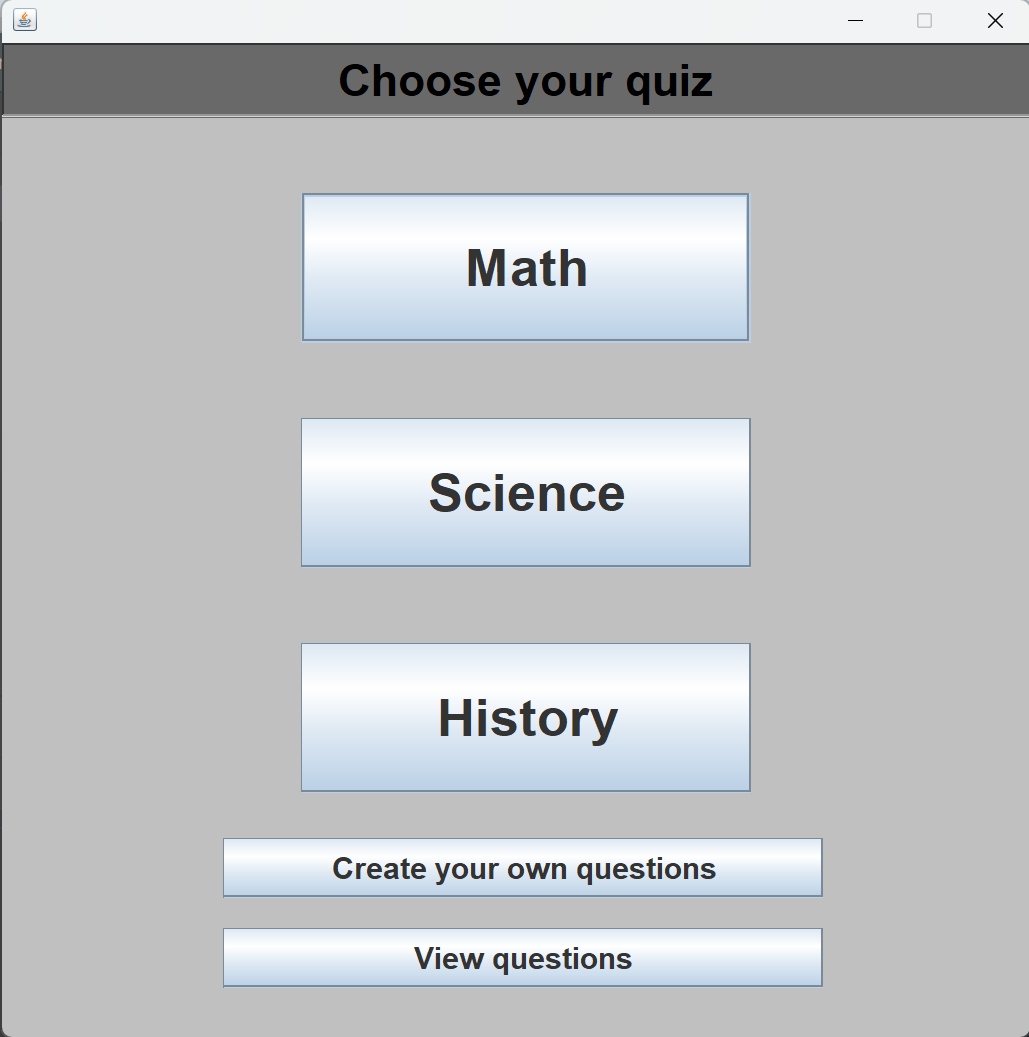 Choose your quiz
Math
Science
History
Create your own questions
View questions